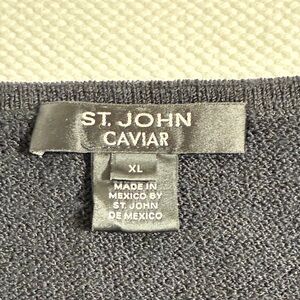 ST. JOHN
CAVIAR
XL
MADE IN
MEXICO BY
ST. JOHN
DE MEXICO